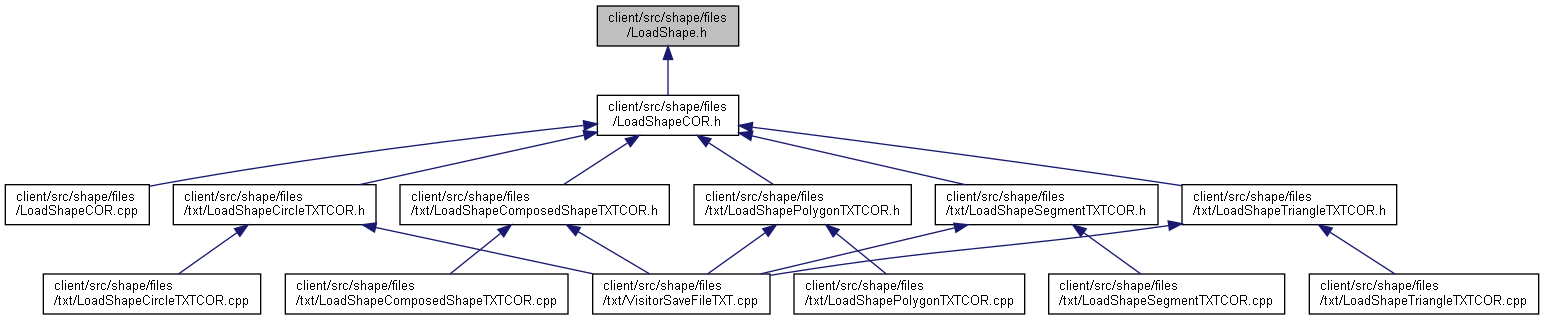 client/src/shape/files
/LoadShape.h
client/src/shape/files
/LoadShapeCOR.h
client/src/shape/files
/LoadShapeCOR.cpp
client/src/shape/files
/txt/LoadShapeCircleTXTCOR.h
client/src/shape/files
/txt/LoadShapeComposedShapeTXTCOR.h
client/src/shape/files
/txt/LoadShapePolygonTXTCOR.h
client/src/shape/files
/txt/LoadShapeSegmentTXTCOR.h
client/src/shape/files
/txt/LoadShapeTriangleTXTCOR.h
client/src/shape/files
/txt/LoadShapeCircleTXTCOR.cpp
client/src/shape/files
/txt/LoadShapeComposedShapeTXTCOR.cpp
client/src/shape/files
/txt/VisitorSaveFileTXT.cpp
client/src/shape/files
/txt/LoadShapePolygonTXTCOR.cpp
client/src/shape/files
/txt/LoadShapeSegmentTXTCOR.cpp
client/src/shape/files
/txt/LoadShapeTriangleTXTCOR.cpp